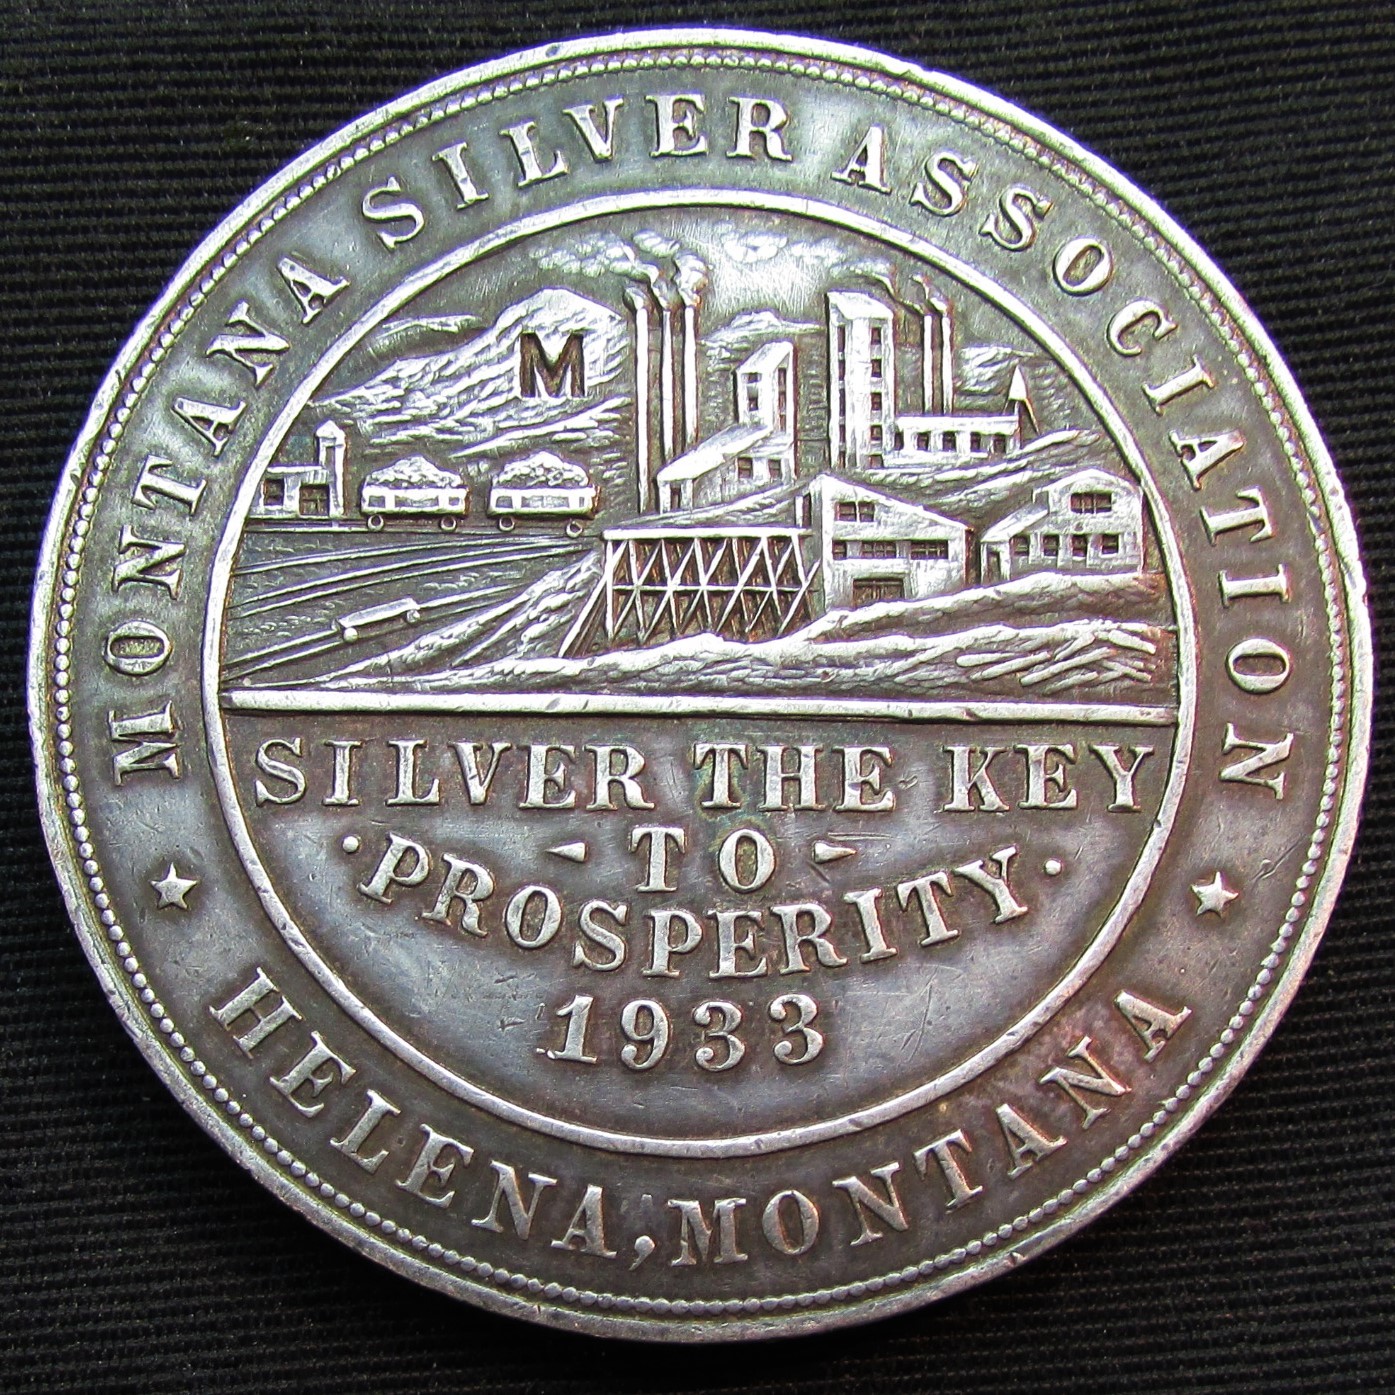 MONTANA SILVER ASSOCIATION
M
SILVER THE KEY
TO
PROSPERITY
1933
HELENA, MONTANA